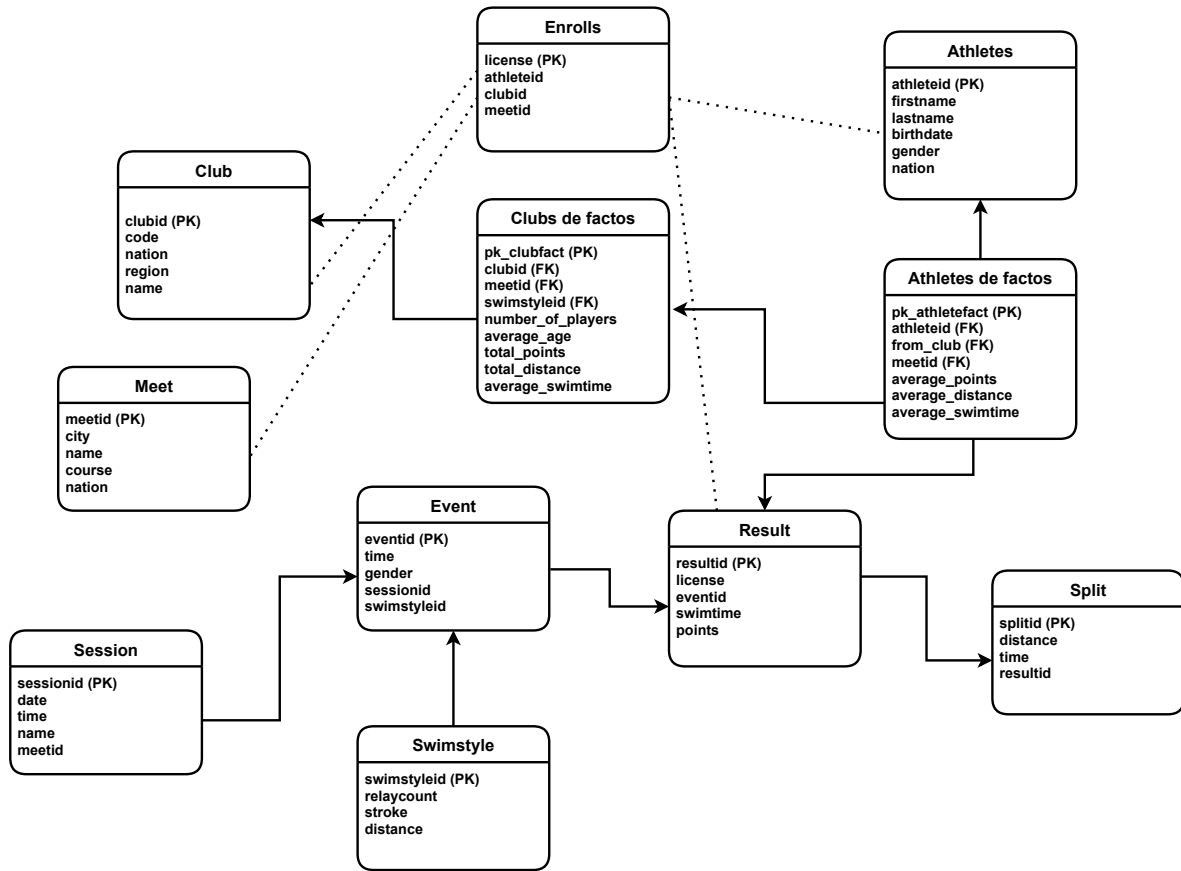 Enrolls
license (PK)
athleteid
clubid
meetid
Athletes
athleteid (PK)
firstname
lastname
birthdate
gender
nation
Club
clubid (PK)
code
nation
region
name
Clubs de factos
pk_clubfact (PK)
clubid (FK)
meetid (FK)
swimstyleid (FK)
number_of_players
average_age
total_points
total_distance
average_swimtime
Athletes de factos
pk_athletefact (PK)
athleteid (FK)
from_club (FK)
meetid (FK)
average_points
average_distance
average_swimtime
Meet
meetid (PK)
city
name
course
nation
Event
eventid (PK)
time
gender
sessionid
swimstyleid
Result
resultid (PK)
license
eventid
swimtime
points
Split
splitid (PK)
distance
time
resultid
Session
sessionid (PK)
date
time
name
meetid
Swimstyle
swimstyleid (PK)
relaycount
stroke
distance